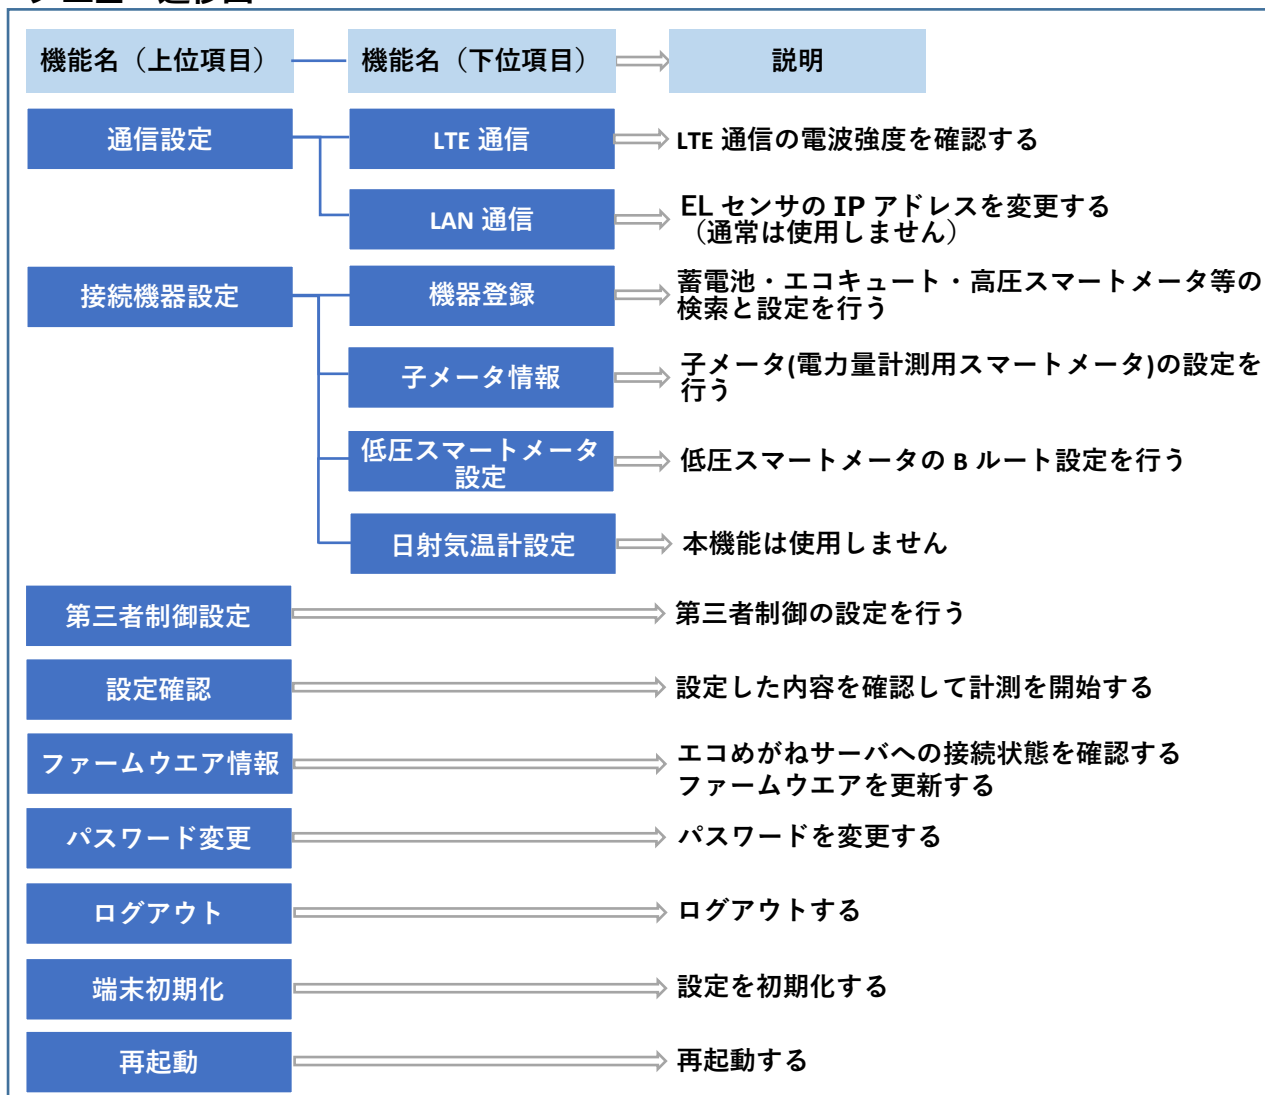 機能名（上位項目）
機能名（下位項目）
説明
通信設定
LTE 通信
LTE 通信の電波強度を確認する
LAN 通信
EL センサの IP アドレスを変更する
（通常は使用しません）
接続機器設定
機器登録
蓄電池・エコキュート・高圧スマートメータ等の
検索と設定を行う
子メータ情報
子メータ(電力量計測用スマートメータ)の設定を
行う
低圧スマートメータ
設定
低圧スマートメータの B ルート設定を行う
日射気温計設定
本機能は使用しません
第三者制御設定
第三者制御の設定を行う
設定確認
設定した内容を確認して計測を開始する
ファームウエア情報
エコめがねサーバへの接続状態を確認する
ファームウエアを更新する
パスワード変更
パスワードを変更する
ログアウト
ログアウトする
端末初期化
設定を初期化する
再起動
再起動する